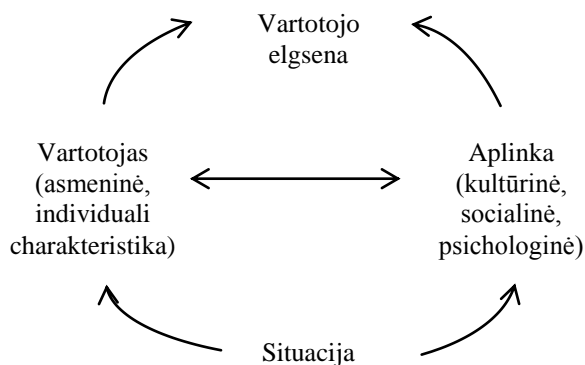 Vartotojo
elgsena
Vartotojas
(asmeninė,
individuali
charakteristika)
Aplinka
(kultūrinė,
socialinė,
psichologinė)
Situacija